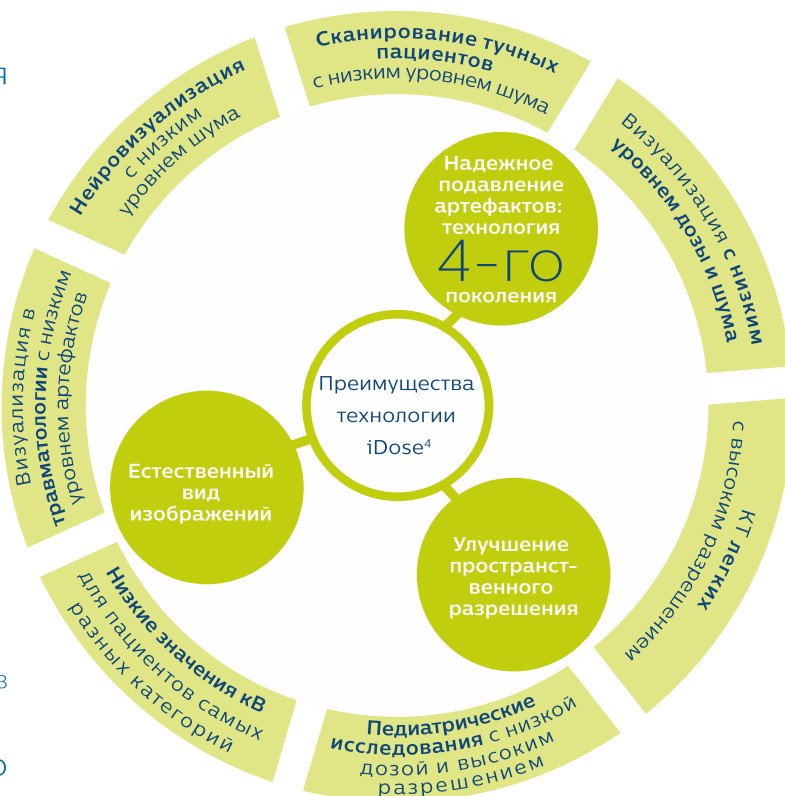 Я
Сканирование тучных
пациентов
с низким уровнем шума
Визуализация с низким
уровнем дозы и шума
КТ легких
с высоким разрешением
Педиатрические
исследования с низкой
дозой и высоким
разрешением
Низкие значения кВ
для пациентов самых
разных категорий
Визуализация в
травматологии с низким
уровнем артефактов
Нейровизуализация
с низким
уровнем шума
Надежное
подавление
артефактов:
технология
4-го
поколения
Преимущества
технологии
iDose⁴
Естественный
вид
изображений
Улучшение
пространст-
венного
разрешения
з
о